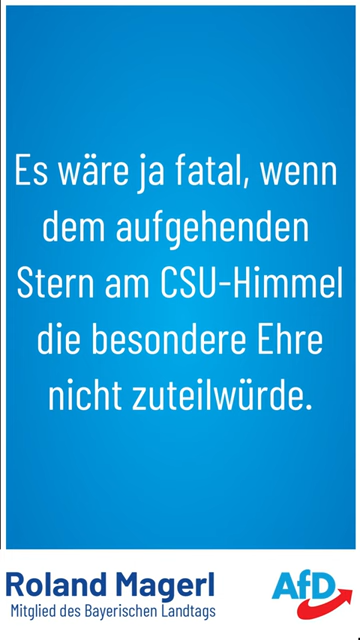 Es wäre ja fatal, wenn
dem aufgehenden
Stern am CSU-Himmel
die besondere Ehre
nicht zuteilwürde.
Roland Magerl
Mitglied des Bayerischen Landtags
AfD